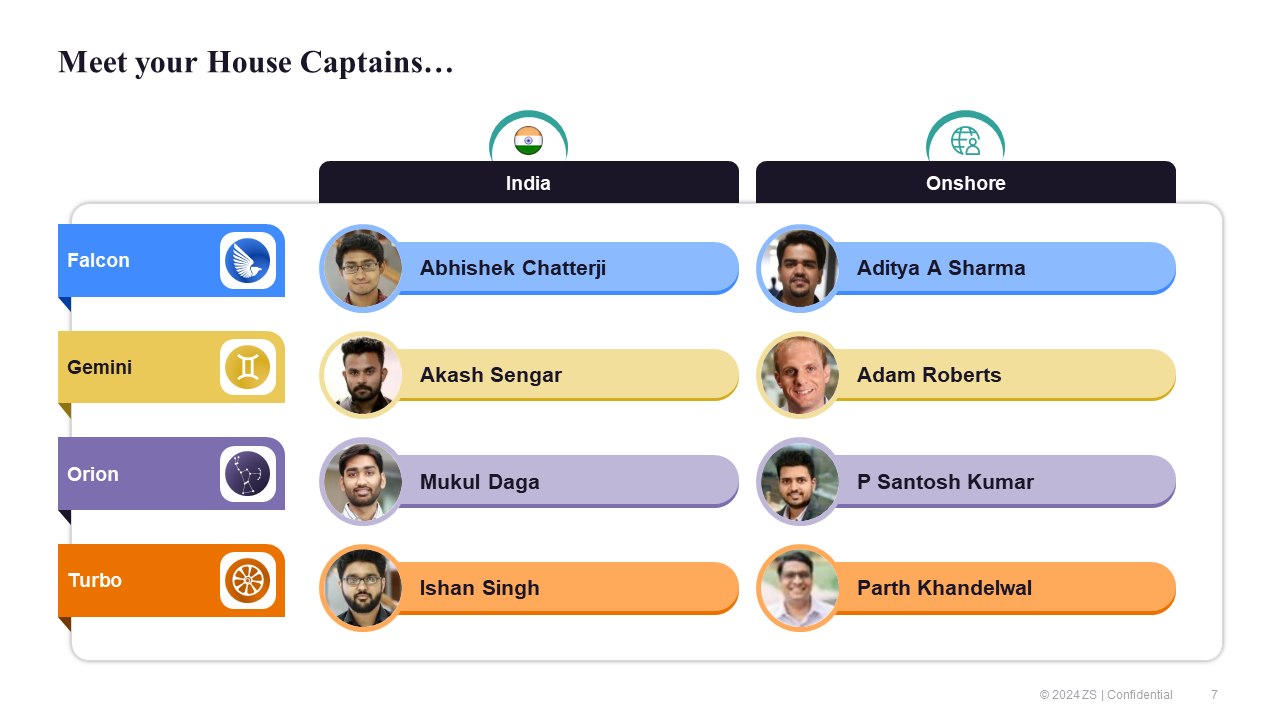 Meet your House Captains…
India
Onshore
Falcon
Abhishek Chatterji
Aditya A Sharma
Gemini
Akash Sengar
Adam Roberts
Orion
Mukul Daga
P Santosh Kumar
Turbo
Ishan Singh
Parth Khandelwal
© 2024 ZS | Confidential
7